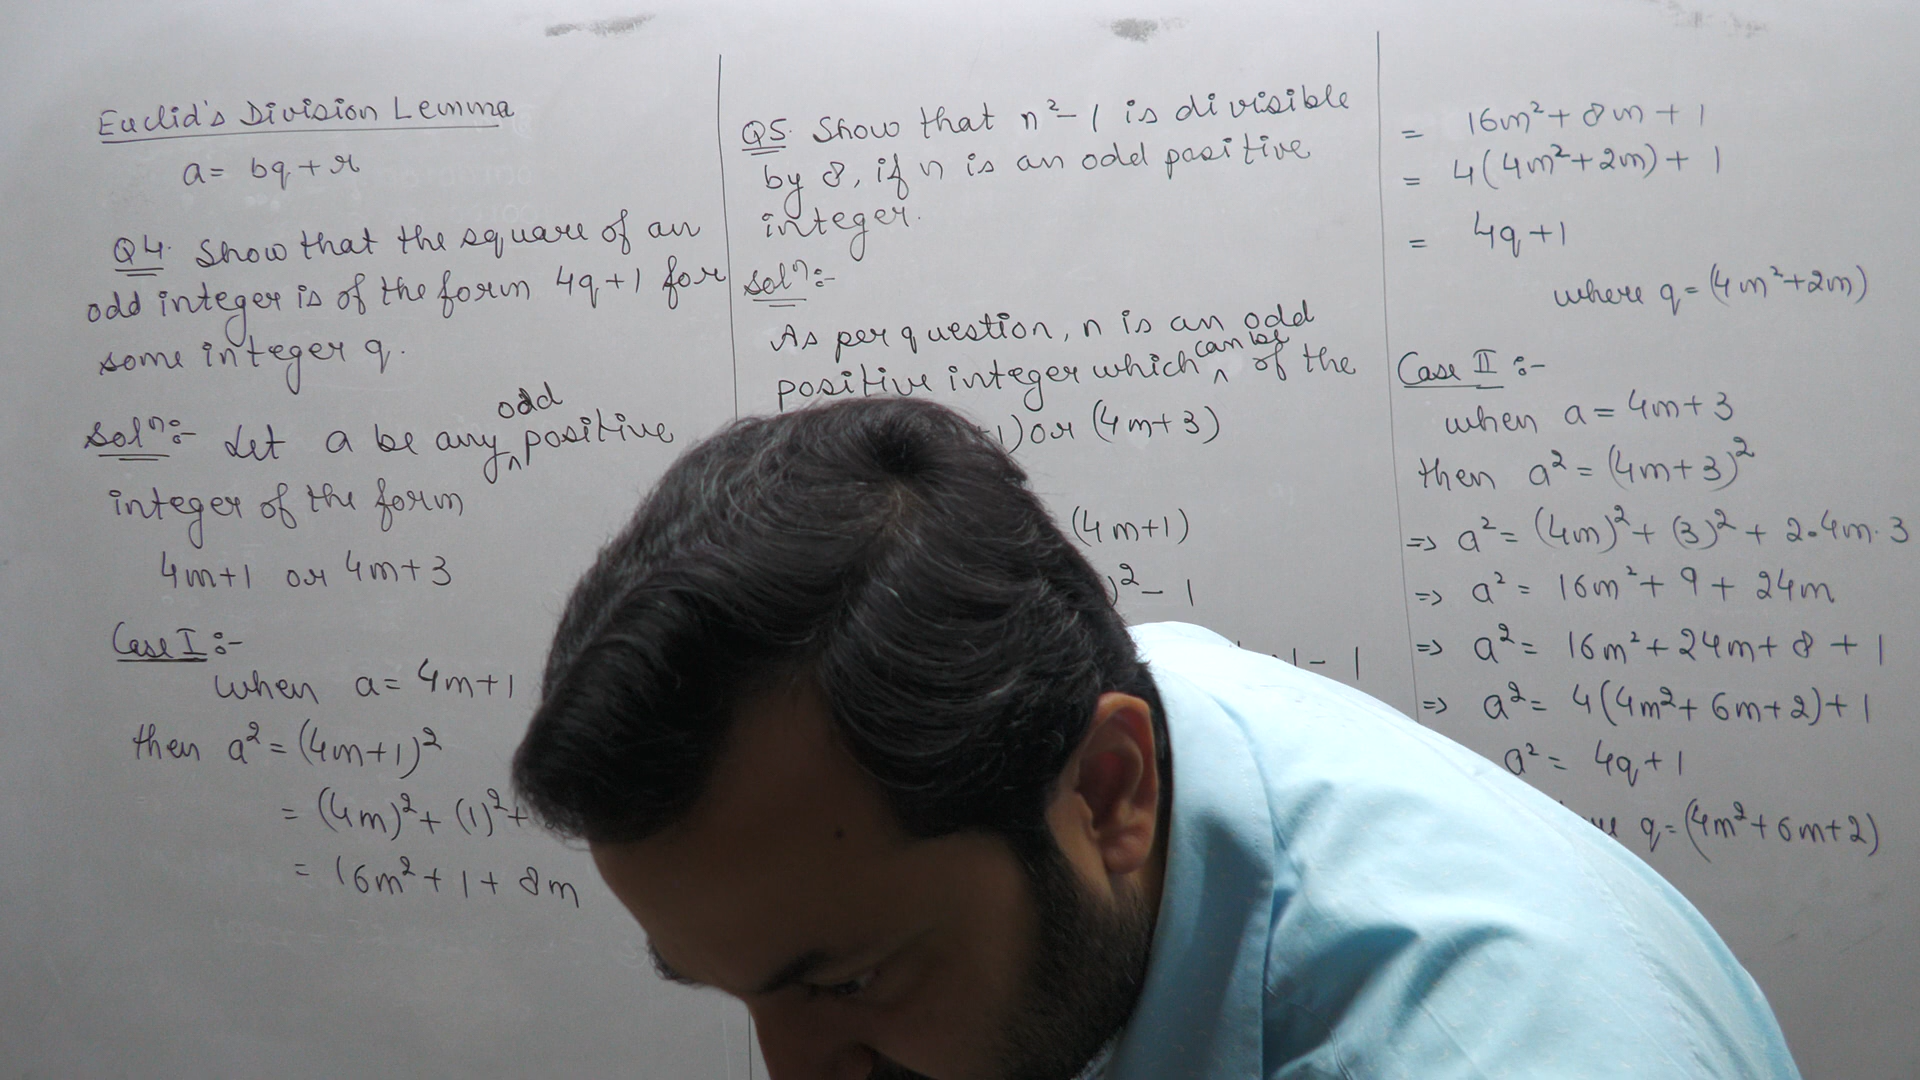 Euclid's Division Lemma
a = bq + r
Q4. Show that the square of an
odd integer is of the form 4q+1 for
some integer q.
Solⁿ:- Let a be any odd positive
integer of the form
4m+1 or 4m+3
Case I :-
when a = 4m+1
then a² = (4m+1)²
= (4m)² + (1)² +
= 16m² + 1 + 8m
Q5. Show that n²-1 is divisible
by 8, if n is an odd positive
integer.
Solⁿ:-
As per question, n is an odd
positive integer which can be of the
1) or (4m+3)
(4m+1)
)² - 1
- 1
= 16m² + 8m + 1
= 4(4m² + 2m) + 1
= 4q+1
where q = (4m²+2m)
Case II :-
when a = 4m+3
then a² = (4m+3)²
=> a² = (4m)² + (3)² + 2.4m.3
=> a² = 16m² + 9 + 24m
=> a² = 16m² + 24m + 8 + 1
=> a² = 4(4m² + 6m + 2) + 1
a² = 4q+1
q = (4m² + 6m + 2)